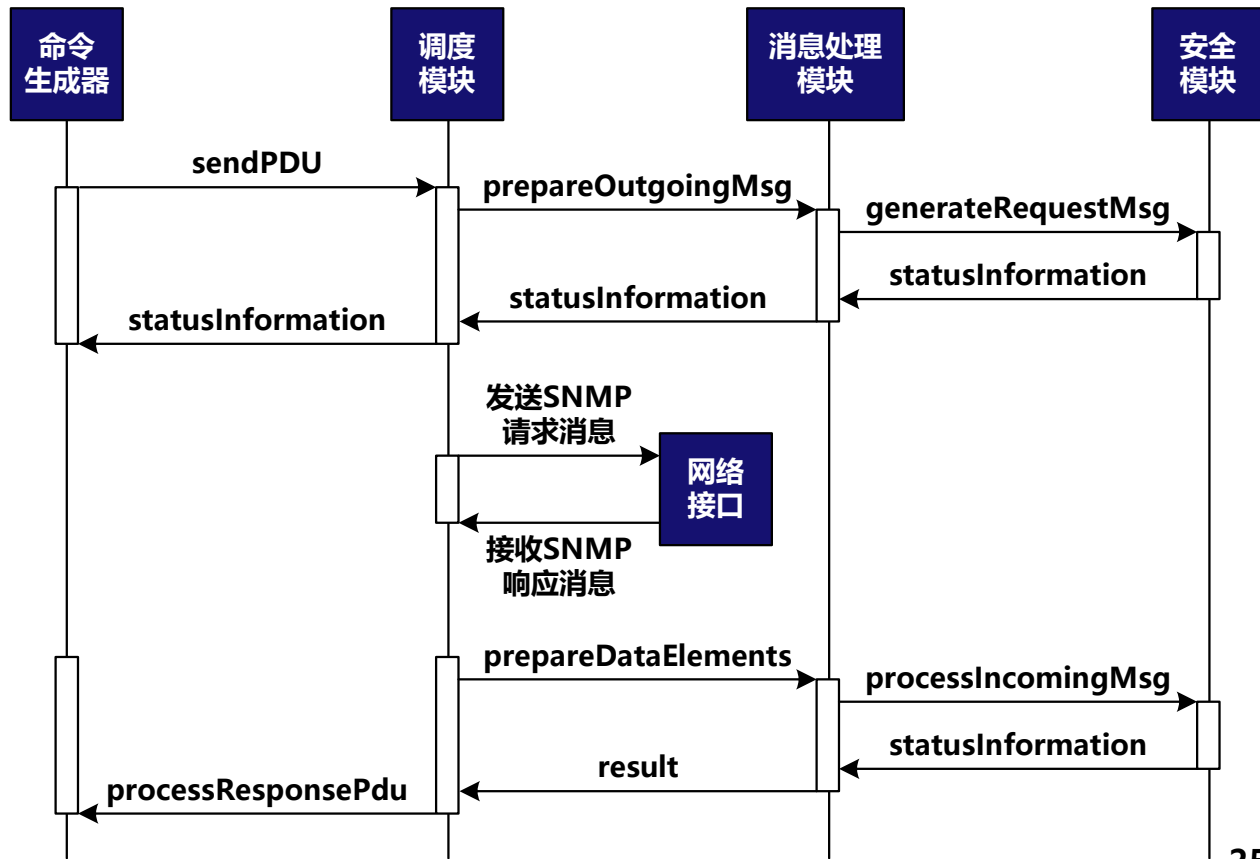 命令
生成器
调度
模块
消息处理
模块
安全
模块
sendPDU
prepareOutgoingMsg
generateRequestMsg
statusInformation
statusInformation
statusInformation
发送SNMP
请求消息
网络
接口
接收SNMP
响应消息
prepareDataElements
processIncomingMsg
statusInformation
result
processResponsePdu